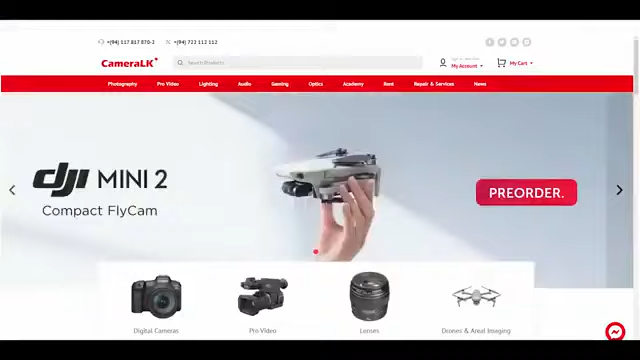 +(94) 117 817 870-2
+(94) 722 112 112
CameraLK+
Search Products
My Account
My Cart
Photography
Pro Video
Lighting
Audio
Gaming
Optics
Academy
Rent
Repair & Services
News
dji MINI 2
Compact FlyCam
PREORDER.
Digital Cameras
Pro Video
Lenses
Drones & Areal Imaging